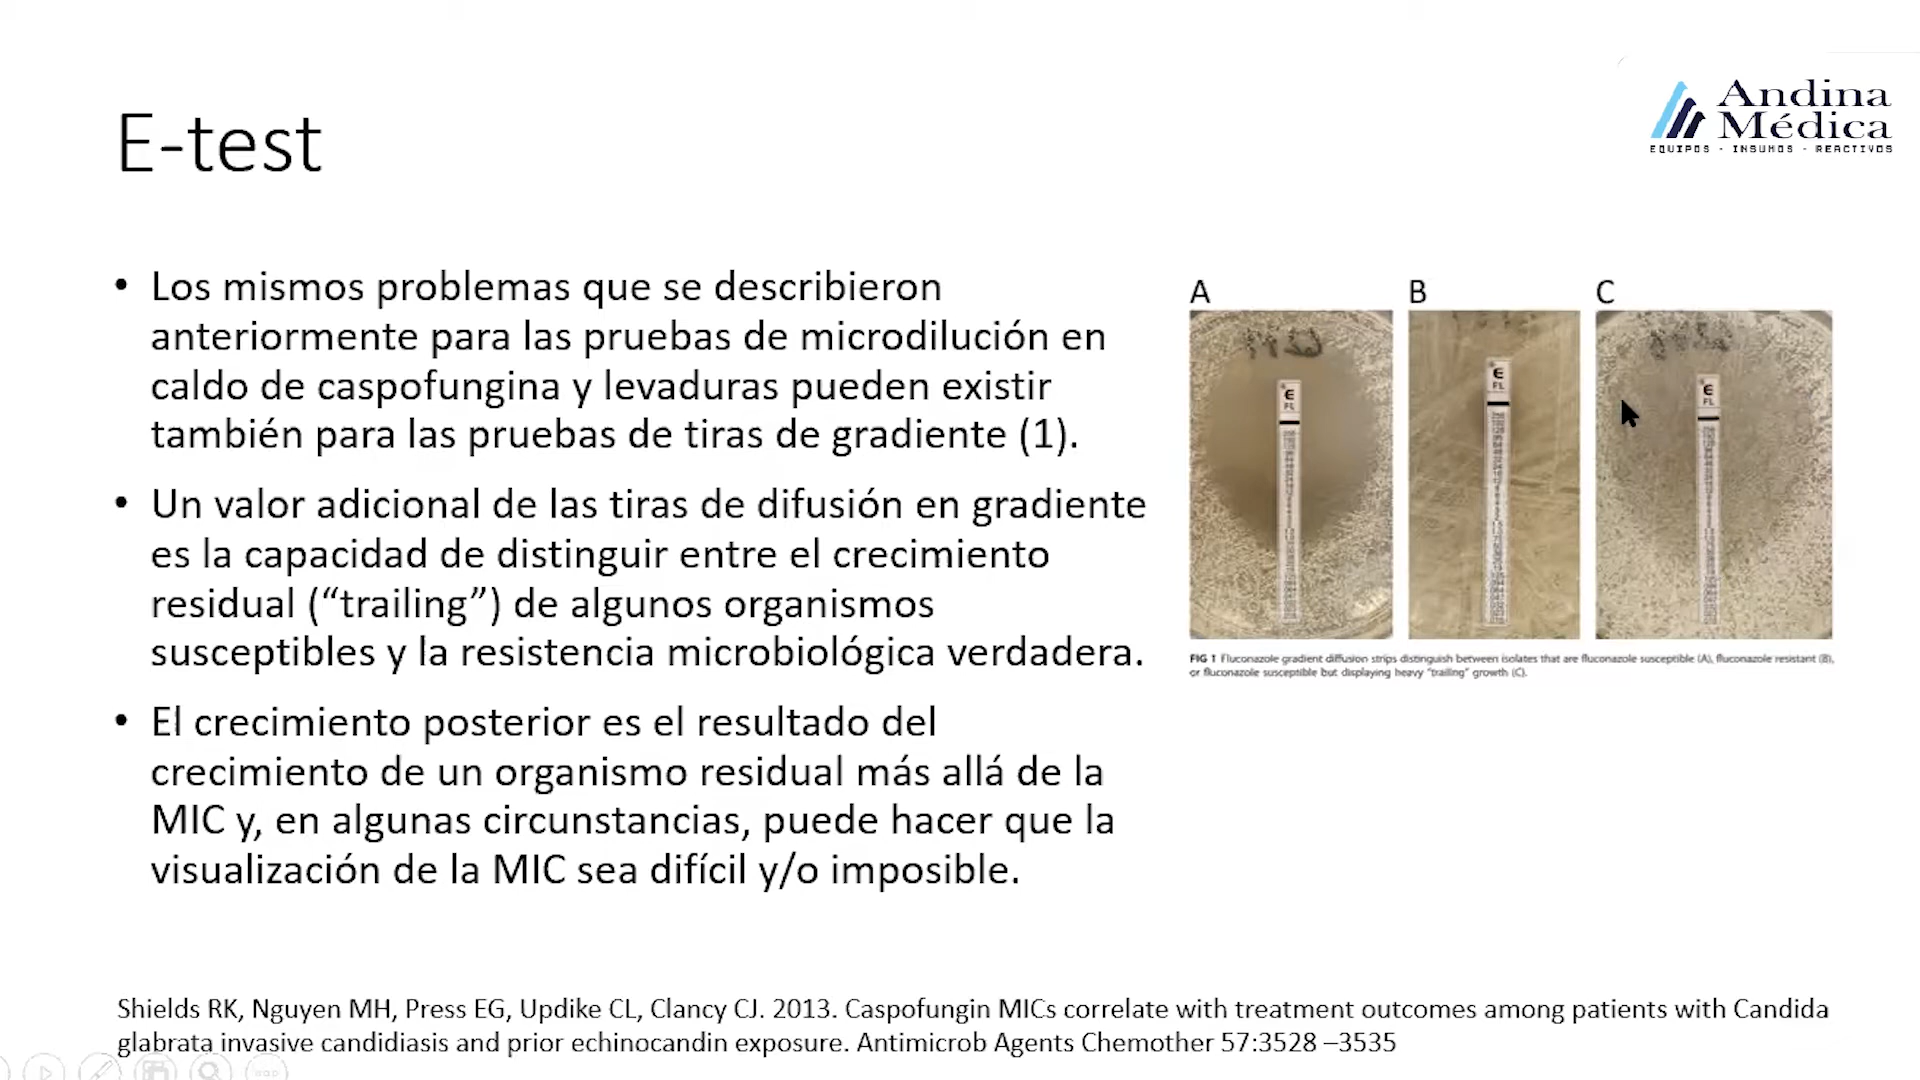 Andina
Médica
EQUIPOS - INSUMOS - REACTIVOS
E-test
• Los mismos problemas que se describieron
anteriormente para las pruebas de microdilución en
caldo de caspofungina y levaduras pueden existir
también para las pruebas de tiras de gradiente (1).
• Un valor adicional de las tiras de difusión en gradiente
es la capacidad de distinguir entre el crecimiento
residual (“trailing”) de algunos organismos
susceptibles y la resistencia microbiológica verdadera.
• El crecimiento posterior es el resultado del
crecimiento de un organismo residual más allá de la
MIC y, en algunas circunstancias, puede hacer que la
visualización de la MIC sea difícil y/o imposible.
A B C
E
FL
E
FL
E
FL
FIG 1 Fluconazole gradient diffusion strips distinguish between isolates that are fluconazole susceptible (A), fluconazole resistant (B),
or fluconazole susceptible but displaying heavy “trailing” growth (C).
Shields RK, Nguyen MH, Press EG, Updike CL, Clancy CJ. 2013. Caspofungin MICs correlate with treatment outcomes among patients with Candida
glabrata invasive candidiasis and prior echinocandin exposure. Antimicrob Agents Chemother 57:3528 –3535